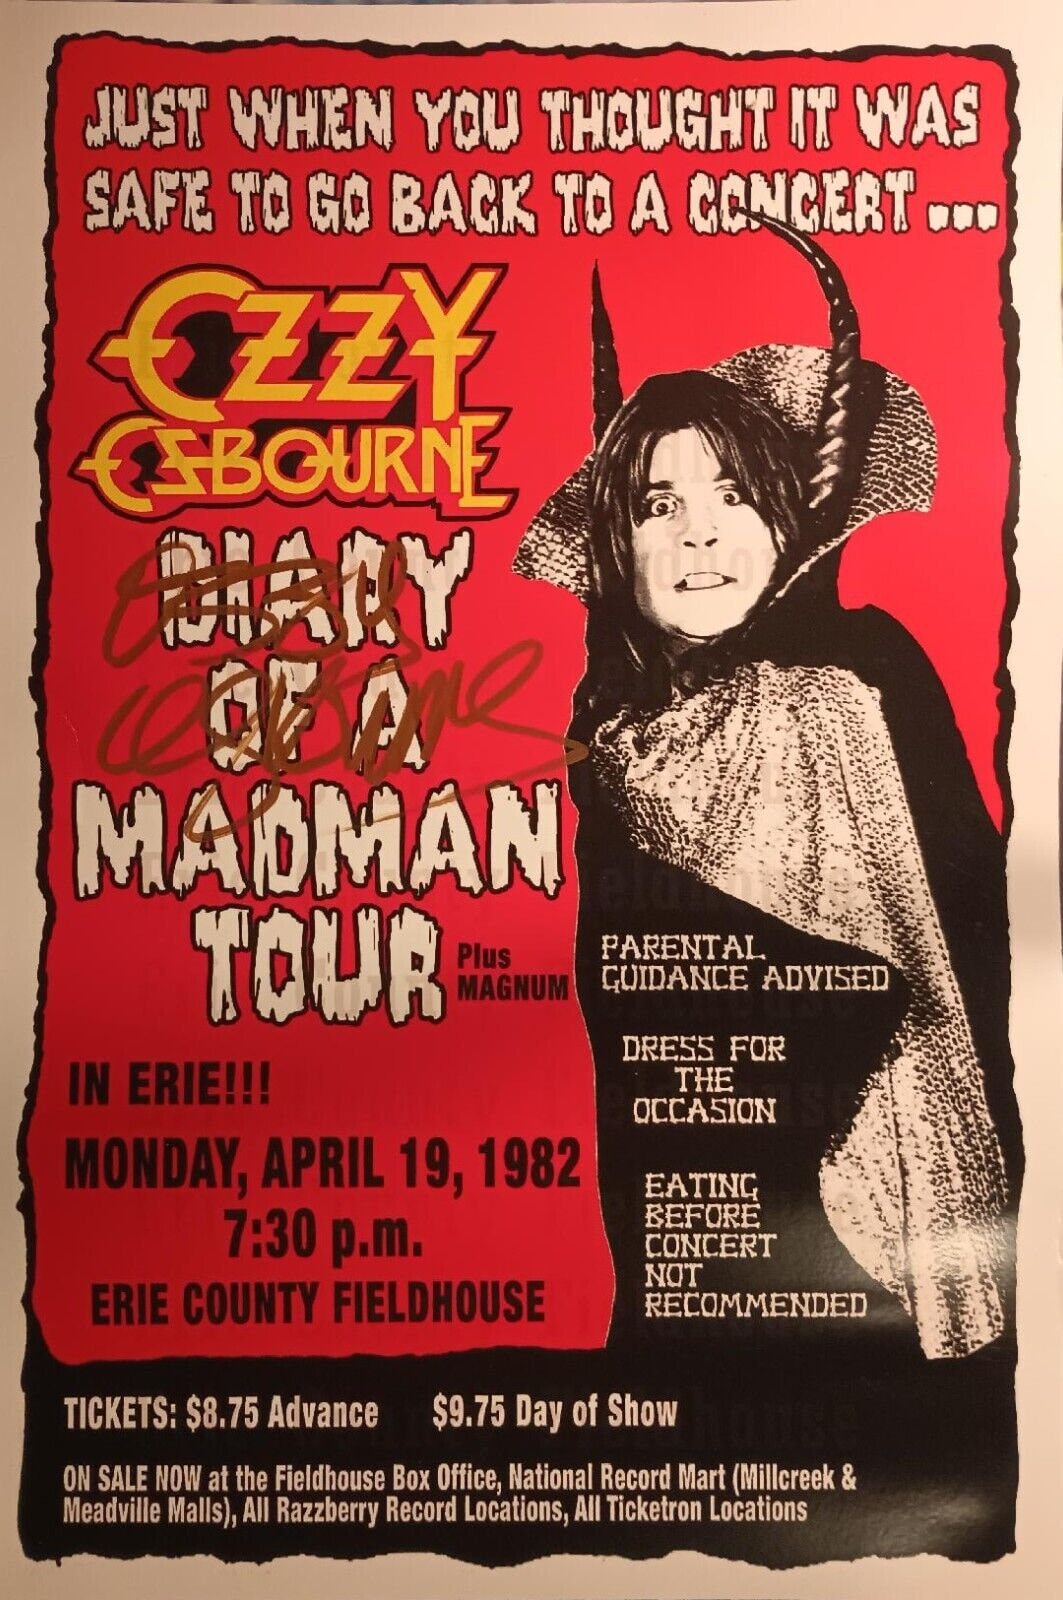 JUST WHEN YOU THOUGHT IT WAS
SAFE TO GO BACK TO A CONCERT...
OZZY
OSBOURNE
DIARY
OF A
MADMAN
TOUR
Plus
MAGNUM
IN ERIE!!!
MONDAY, APRIL 19, 1982
7:30 p.m.
ERIE COUNTY FIELDHOUSE
PARENTAL
GUIDANCE ADVISED
DRESS FOR
THE
OCCASION
EATING
BEFORE
CONCERT
NOT
RECOMMENDED
TICKETS: $8.75 Advance $9.75 Day of Show
ON SALE NOW at the Fieldhouse Box Office, National Record Mart (Millcreek &
Meadville Malls), All Razzberry Record Locations, All Ticketron Locations
Ozzy
Osbourne